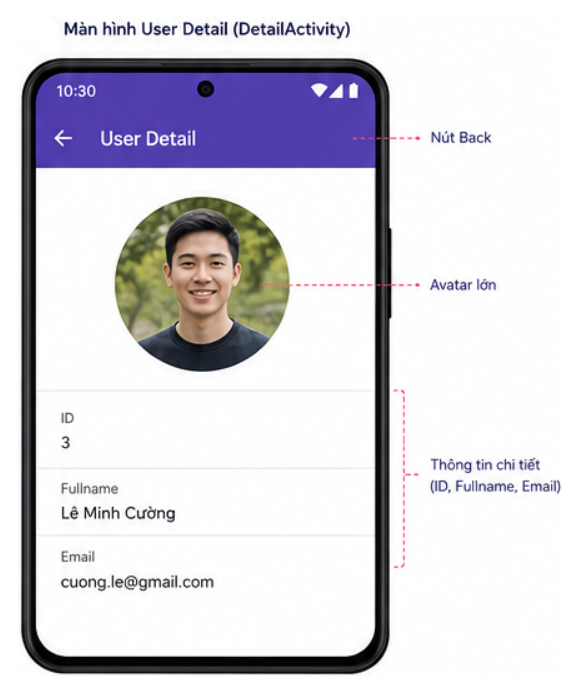 Màn hình User Detail (DetailActivity)
10:30
User Detail
Nút Back
Avatar lớn
ID
3
Fullname
Lê Minh Cường
Email
cuong.le@gmail.com
Thông tin chi tiết
(ID, Fullname, Email)